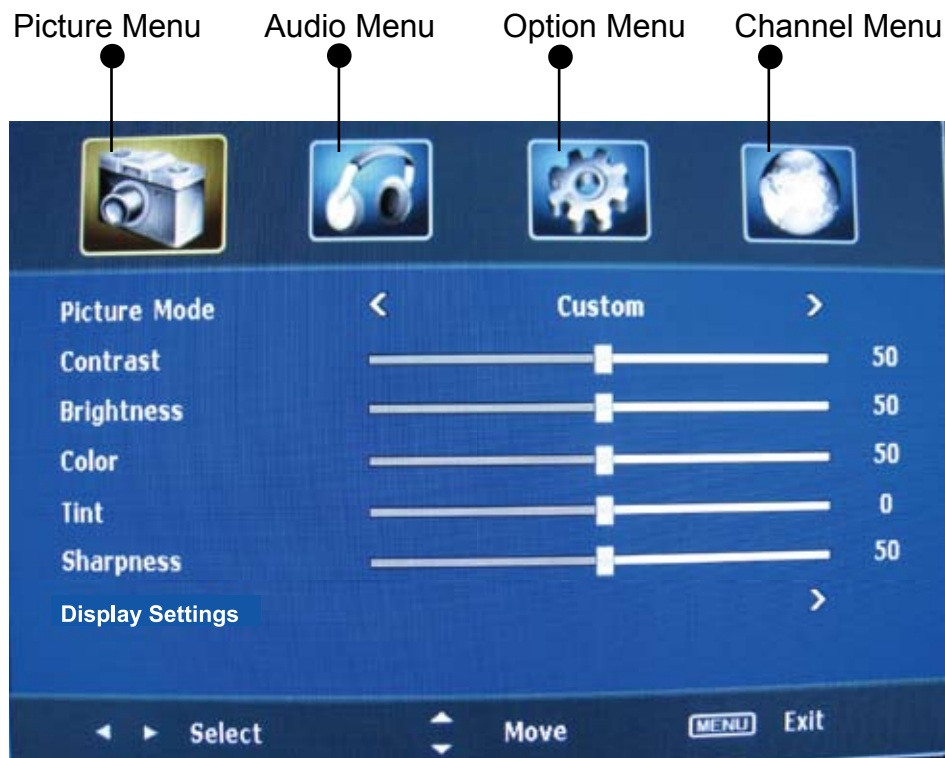 Picture Menu Audio Menu Option Menu Channel Menu
Picture Mode Custom
Contrast 50
Brightness 50
Color 50
Tint 0
Sharpness 50
Display Settings
Select Move MENU Exit